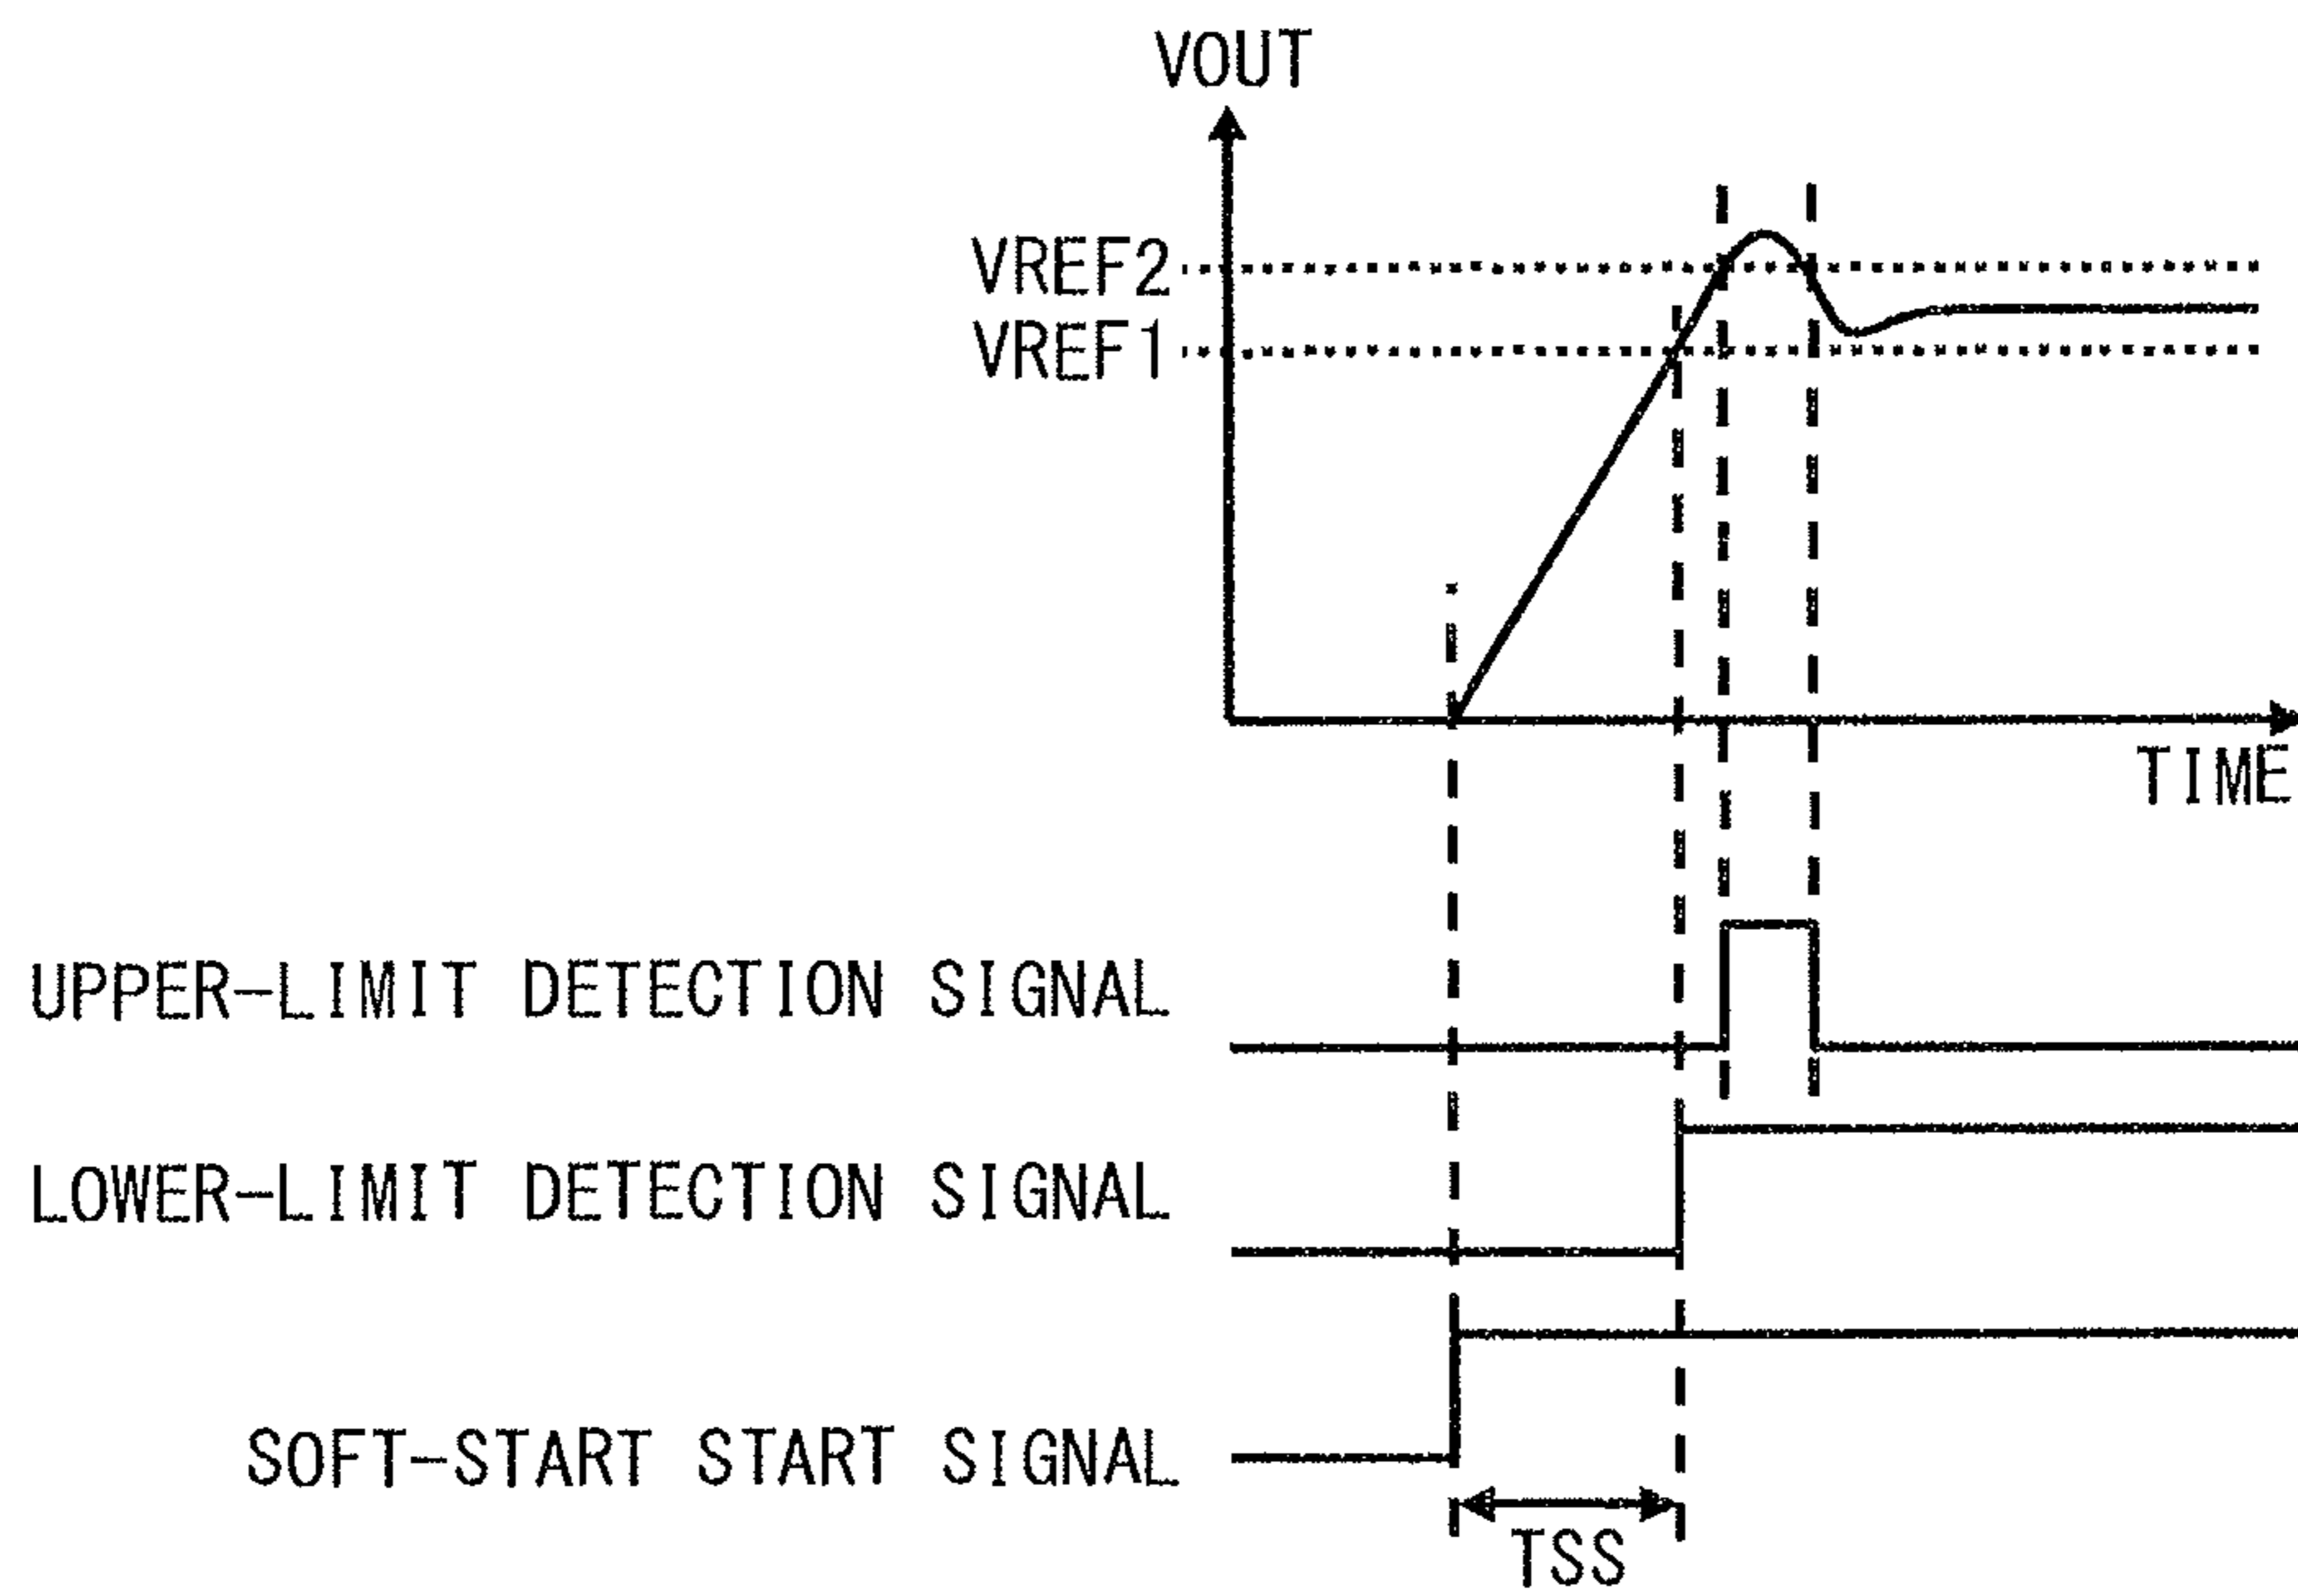 VOUT
VREF2
VREF1
TIME
UPPER-LIMIT DETECTION SIGNAL
LOWER-LIMIT DETECTION SIGNAL
SOFT-START START SIGNAL
TSS